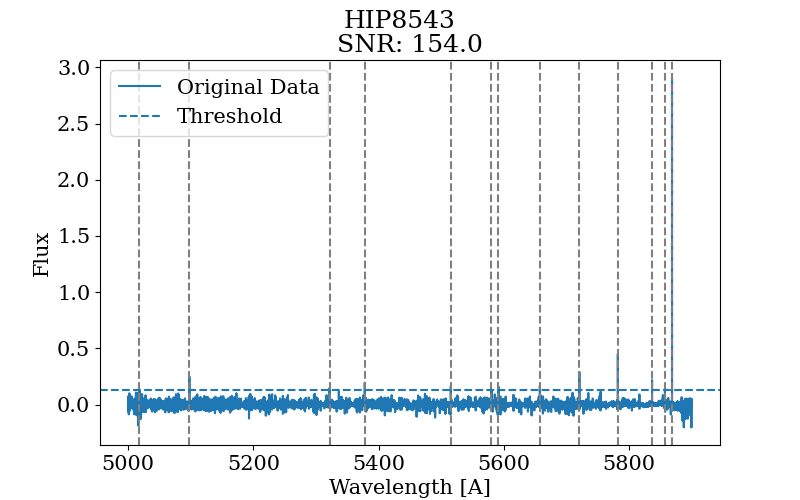 HIP8543
SNR: 154.0
Original Data
Threshold
3.0
2.5
2.0
1.5
1.0
0.5
0.0
Flux
5000 5200 5400 5600 5800
Wavelength [A]